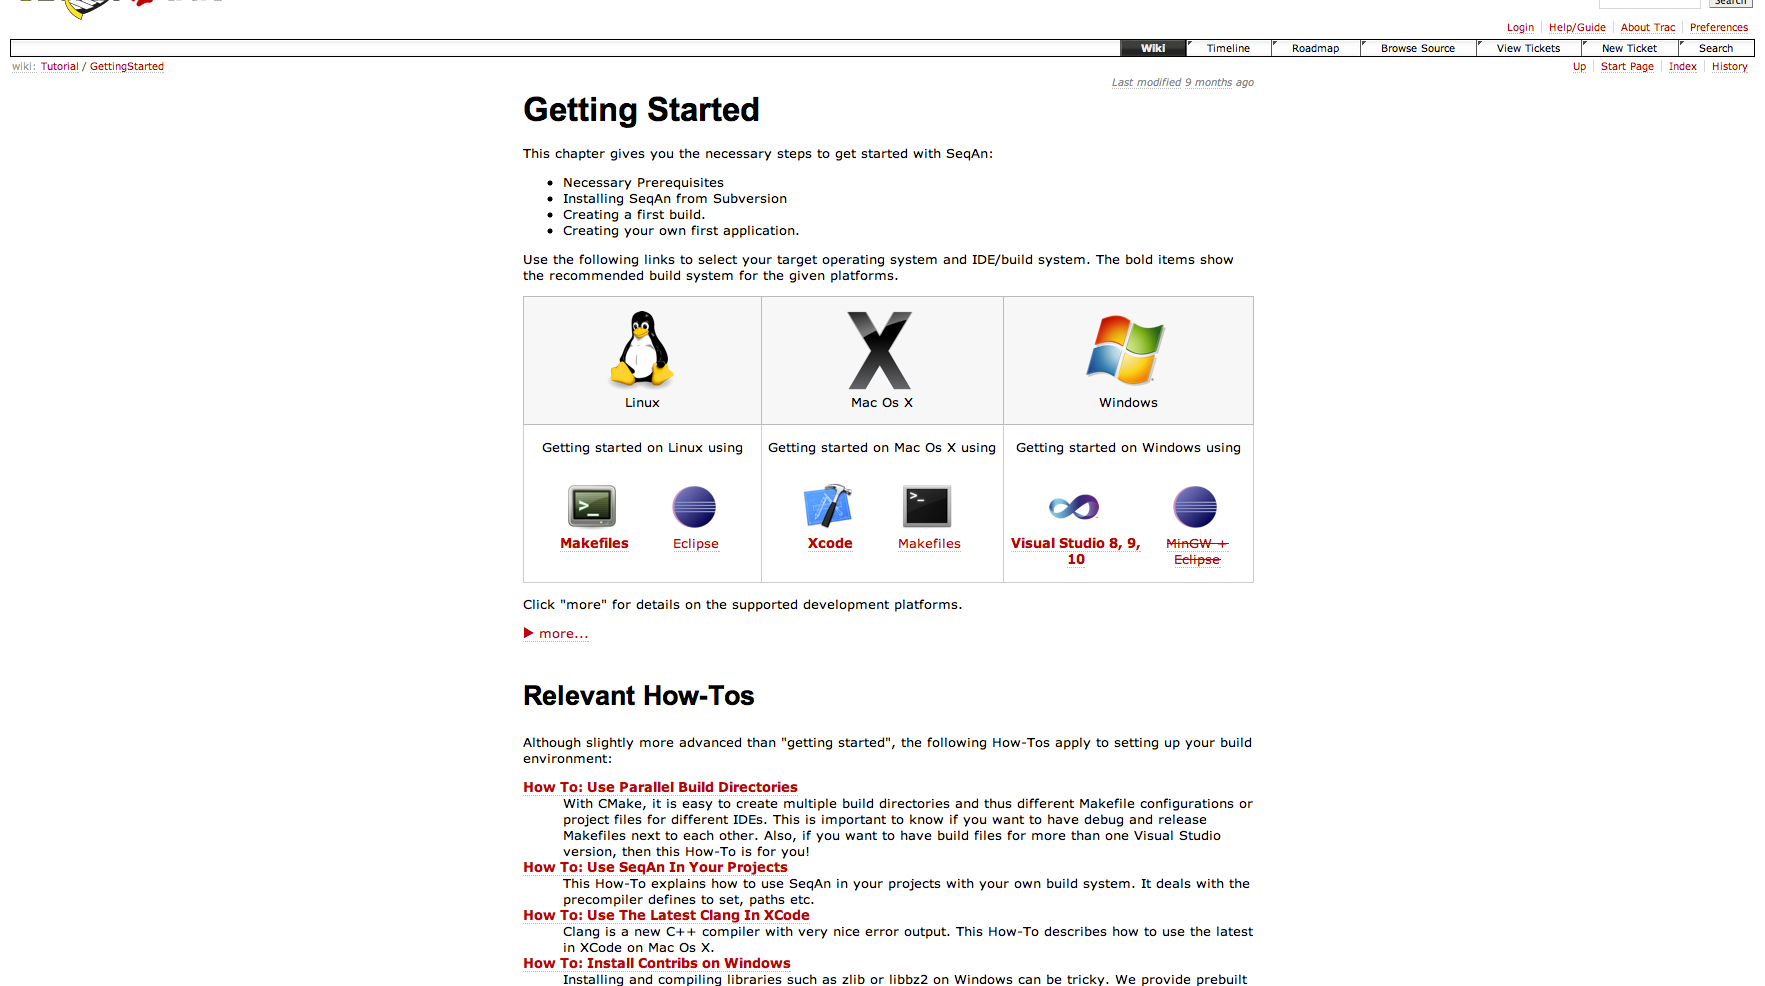 Search
Login Help/Guide About Trac Preferences
Wiki Timeline Roadmap Browse Source View Tickets New Ticket Search
wiki: Tutorial / GettingStarted
Up Start Page Index History
Last modified 9 months ago
Getting Started
This chapter gives you the necessary steps to get started with SeqAn:
• Necessary Prerequisites
• Installing SeqAn from Subversion
• Creating a first build.
• Creating your own first application.
Use the following links to select your target operating system and IDE/build system. The bold items show
the recommended build system for the given platforms.
Linux Mac Os X Windows
Getting started on Linux using
Makefiles Eclipse
Getting started on Mac Os X using
Xcode Makefiles
Getting started on Windows using
Visual Studio 8, 9,
10
MinGW +
Eclipse
Click "more" for details on the supported development platforms.
more...
Relevant How-Tos
Although slightly more advanced than "getting started", the following How-Tos apply to setting up your build
environment:
How To: Use Parallel Build Directories
With CMake, it is easy to create multiple build directories and thus different Makefile configurations or
project files for different IDEs. This is important to know if you want to have debug and release
Makefiles next to each other. Also, if you want to have build files for more than one Visual Studio
version, then this How-To is for you!
How To: Use SeqAn In Your Projects
This How-To explains how to use SeqAn in your projects with your own build system. It deals with the
precompiler defines to set, paths etc.
How To: Use The Latest Clang In XCode
Clang is a new C++ compiler with very nice error output. This How-To describes how to use the latest
in XCode on Mac Os X.
How To: Install Contribs on Windows
Installing and compiling libraries such as zlib or libbz2 on Windows can be tricky. We provide prebuilt